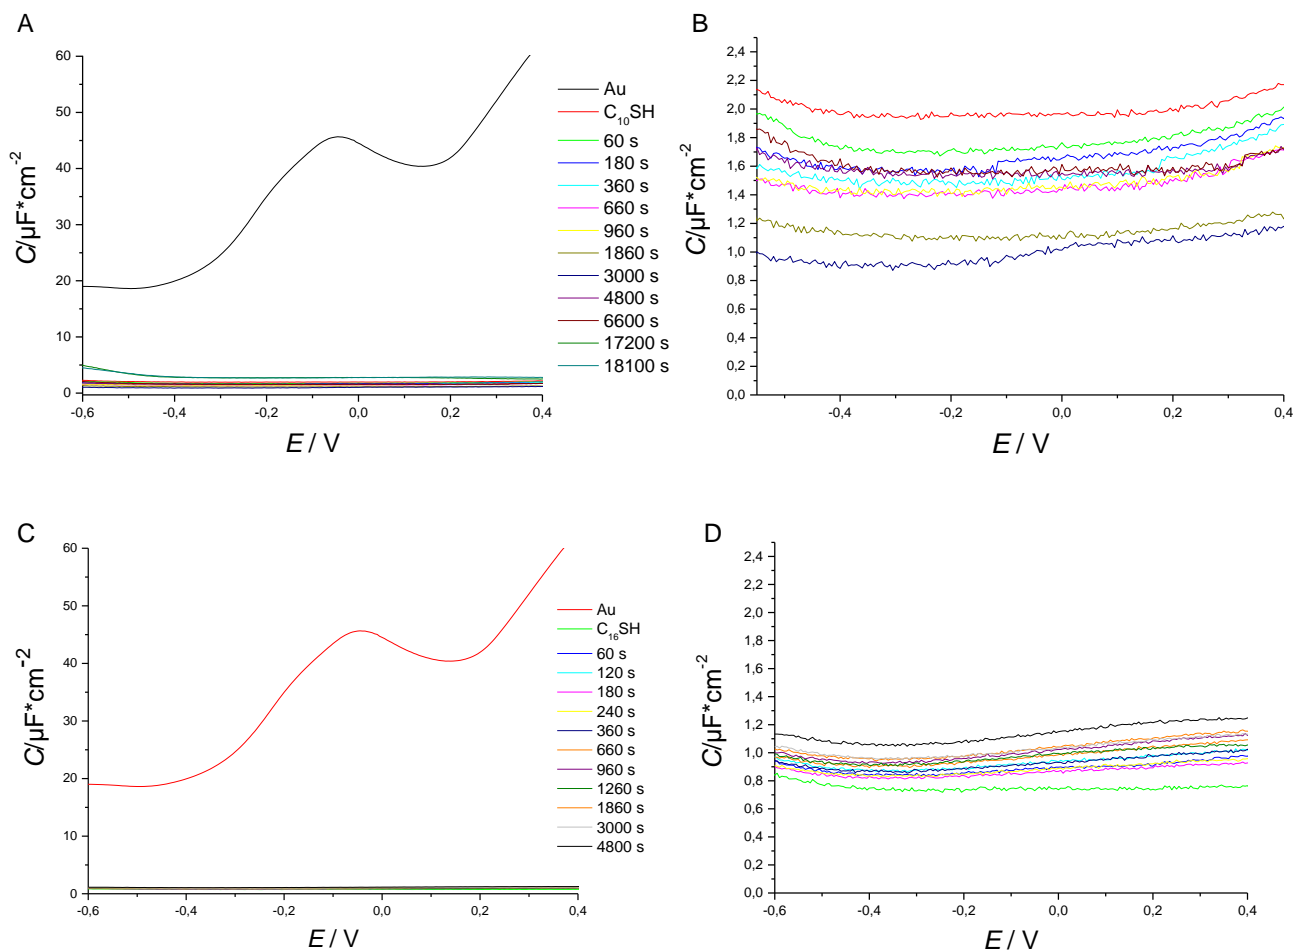 A
60
50
40
30
20
10
0
C/µF*cm-2
-0,6
-0,4
-0,2
0,0
0,2
0,4
E / V
Au
C10SH
60 s
180 s
360 s
660 s
960 s
1860 s
3000 s
4800 s
6600 s
17200 s
18100 s
B
2,4
2,2
2,0
1,8
1,6
1,4
1,2
1,0
0,8
0,6
0,4
0,2
0,0
C/µF*cm-2
-0,4
-0,2
0,0
0,2
0,4
E / V
C
60
50
40
30
20
10
0
C/µF*cm-2
-0,6
-0,4
-0,2
0,0
0,2
0,4
E / V
Au
C16SH
60 s
120 s
180 s
240 s
360 s
660 s
960 s
1260 s
1860 s
3000 s
4800 s
D
2,4
2,2
2,0
1,8
1,6
1,4
1,2
1,0
0,8
0,6
0,4
0,2
0,0
C/µF*cm-2
-0,6
-0,4
-0,2
0,0
0,2
0,4
E / V